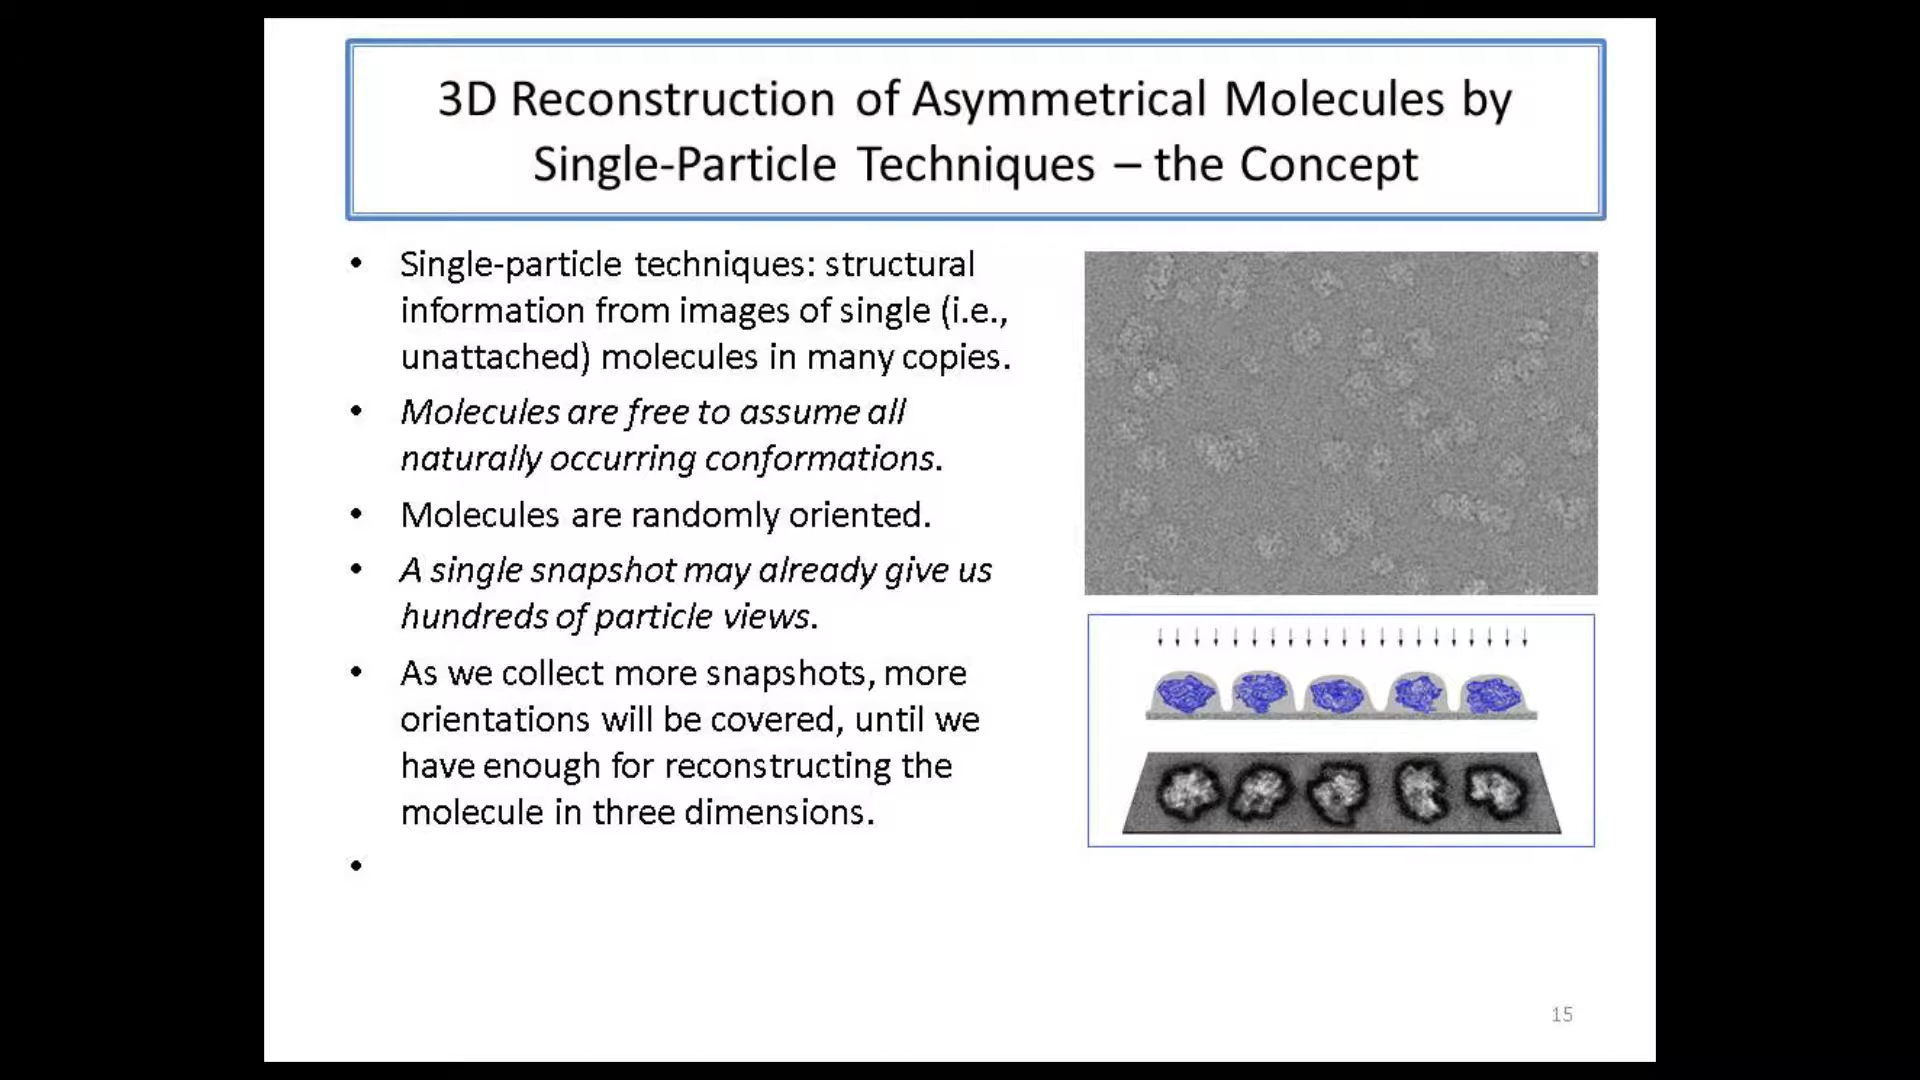 3D Reconstruction of Asymmetrical Molecules by
Single-Particle Techniques – the Concept
• Single-particle techniques: structural
information from images of single (i.e.,
unattached) molecules in many copies.
• Molecules are free to assume all
naturally occurring conformations.
• Molecules are randomly oriented.
• A single snapshot may already give us
hundreds of particle views.
• As we collect more snapshots, more
orientations will be covered, until we
have enough for reconstructing the
molecule in three dimensions.
•
15